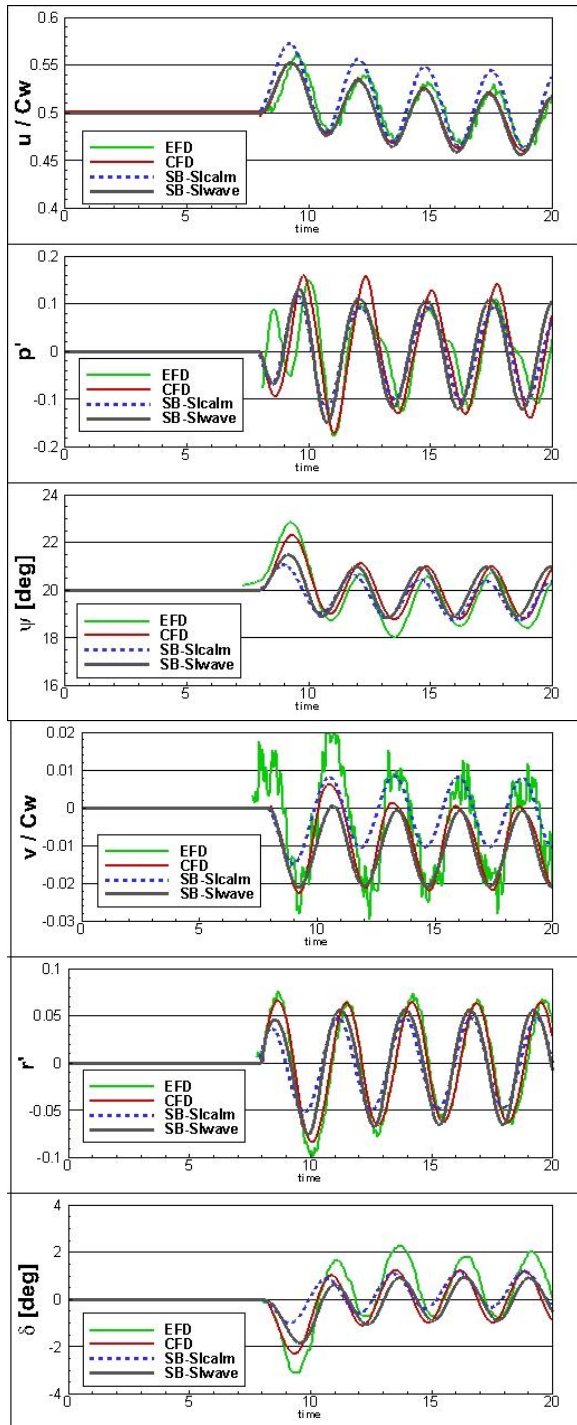 u / Cw
0.6
0.55
0.5
0.45
0.4
EFD
CFD
SB-SIcalm
SB-SIwave
0 5 10 15 20
time
p'
0.2
0.1
0
-0.1
-0.2
EFD
CFD
SB-SIcalm
SB-SIwave
0 5 10 15 20
time
ψ [deg]
24
22
20
18
16
EFD
CFD
SB-SIcalm
SB-SIwave
0 5 10 15 20
time
v / Cw
0.02
0.01
0
-0.01
-0.02
-0.03
EFD
CFD
SB-SIcalm
SB-SIwave
0 5 10 15 20
time
r'
0.1
0.05
0
-0.05
-0.1
EFD
CFD
SB-SIcalm
SB-SIwave
0 5 10 15 20
time
δ [deg]
4
2
0
-2
-4
EFD
CFD
SB-SIcalm
SB-SIwave
0 5 10 15 20
time